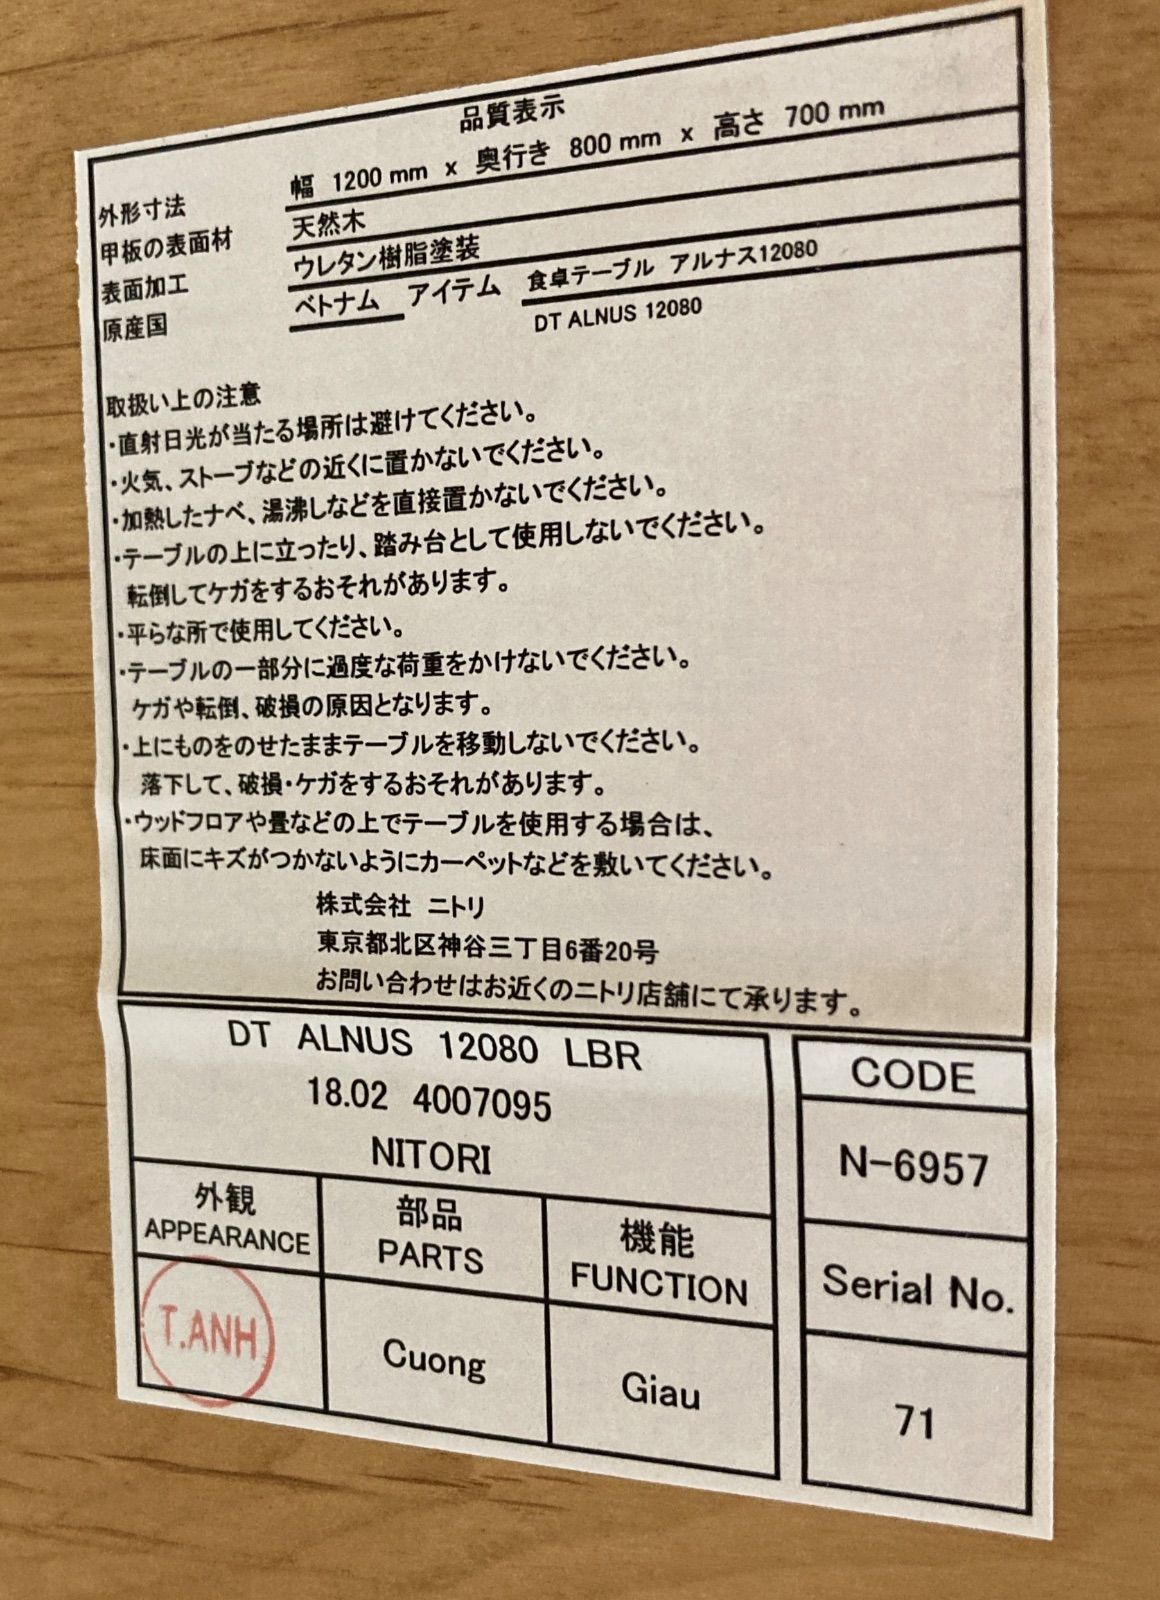 品質表示
外形寸法 幅 1200 mm x 奥行き 800 mm x 高さ 700 mm
甲板の表面材 天然木
表面加工 ウレタン樹脂塗装
原産国 ベトナム アイテム 食卓テーブル アルナス12080
DT ALNUS 12080
取扱い上の注意
・直射日光が当たる場所は避けてください。
・火気、ストーブなどの近くに置かないでください。
・加熱したナベ、湯沸しなどを直接置かないでください。
・テーブルの上に立ったり、踏み台として使用しないでください。
転倒してケガをするおそれがあります。
・平らな所で使用してください。
・テーブルの一部分に過度な荷重をかけないでください。
ケガや転倒、破損の原因となります。
・上にものをのせたままテーブルを移動しないでください。
落下して、破損・ケガをするおそれがあります。
・ウッドフロアや畳などの上でテーブルを使用する場合は、
床面にキズがつかないようにカーペットなどを敷いてください。
株式会社 ニトリ
東京都北区神谷三丁目6番20号
お問い合わせはお近くのニトリ店舗にて承ります。
DT ALNUS 12080 LBR
18.02 4007095
NITORI
外観 部品 機能
APPEARANCE PARTS FUNCTION
T.ANH Cuong Giau
CODE
N-6957
Serial No.
71